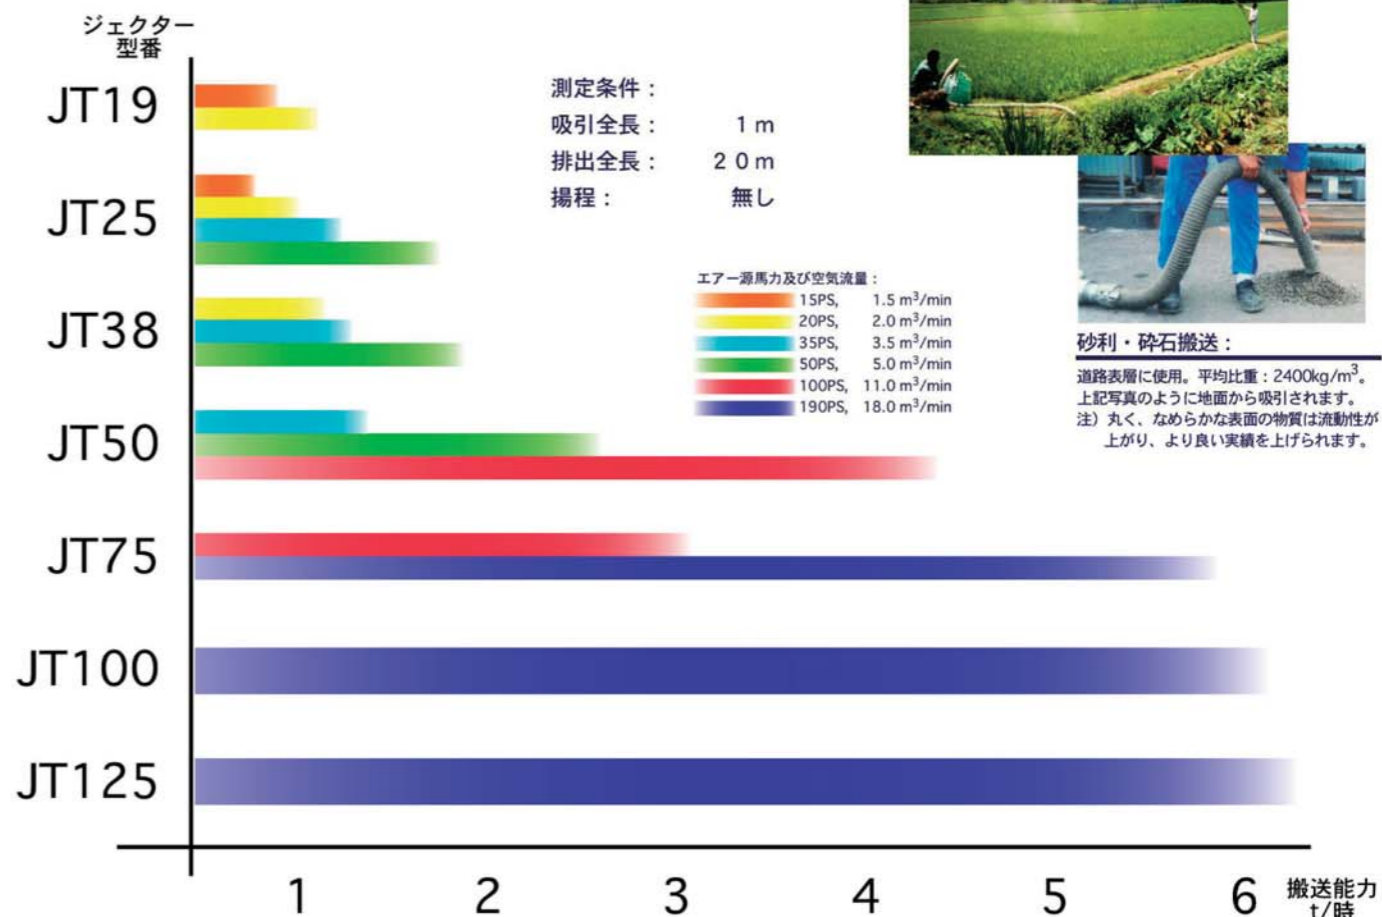 ジェクター
型番
JT19
JT25
JT38
JT50
JT75
JT100
JT125
測定条件：
吸引全長： 1ｍ
排出全長： ２０ｍ
揚程： 無し
エアー源馬力及び空気流量：
15PS, 1.5 m³/min
20PS, 2.0 m³/min
35PS, 3.5 m³/min
50PS, 5.0 m³/min
100PS, 11.0 m³/min
190PS, 18.0 m³/min
砂利・砕石搬送：
道路表層に使用。平均比重：2400kg/m³。
上記写真のように地面から吸引されます。
注）丸く、なめらかな表面の物質は流動性が
上がり、より良い実績を上げられます。
1 2 3 4 5 6
搬送能力
t/時